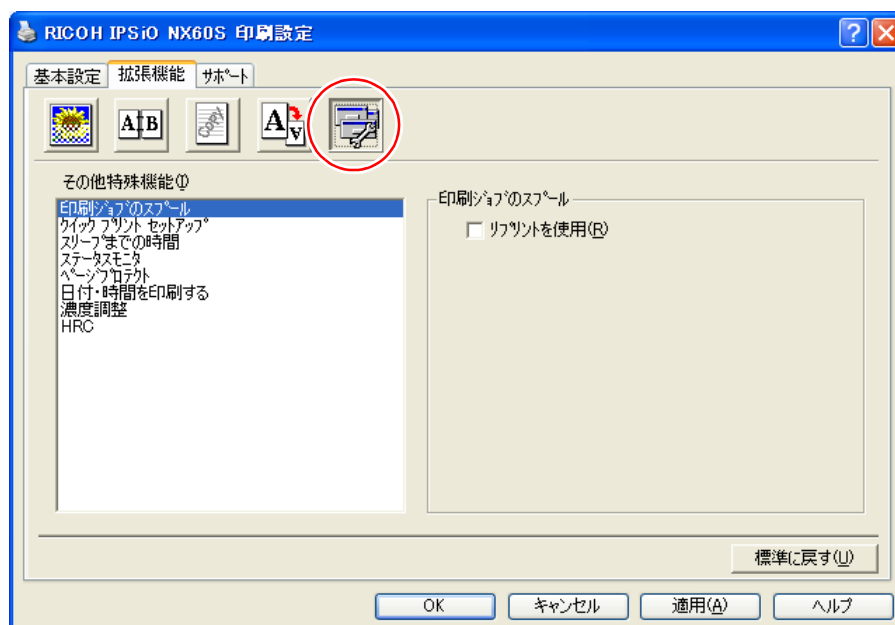 RICOH IPSiO NX60S 印刷設定
基本設定 拡張機能 ｻﾎﾟｰﾄ
A B copy A V
その他特殊機能(I)
印刷ｼﾞｮﾌﾞのｽﾌﾟｰﾙ
ｸｲｯｸ ﾌﾟﾘﾝﾄ ｾｯﾄｱｯﾌﾟ
ｽﾘｰﾌﾟまでの時間
ｽﾃｰﾀｽﾓﾆﾀ
ﾍﾟｰｼﾞﾌﾟﾛﾃｸﾄ
日付･時間を印刷する
濃度調整
HRC
印刷ｼﾞｮﾌﾞのｽﾌﾟｰﾙ
ﾘﾌﾟﾘﾝﾄを使用(R)
標準に戻す(U)
OK キャンセル 適用(A) ヘルプ